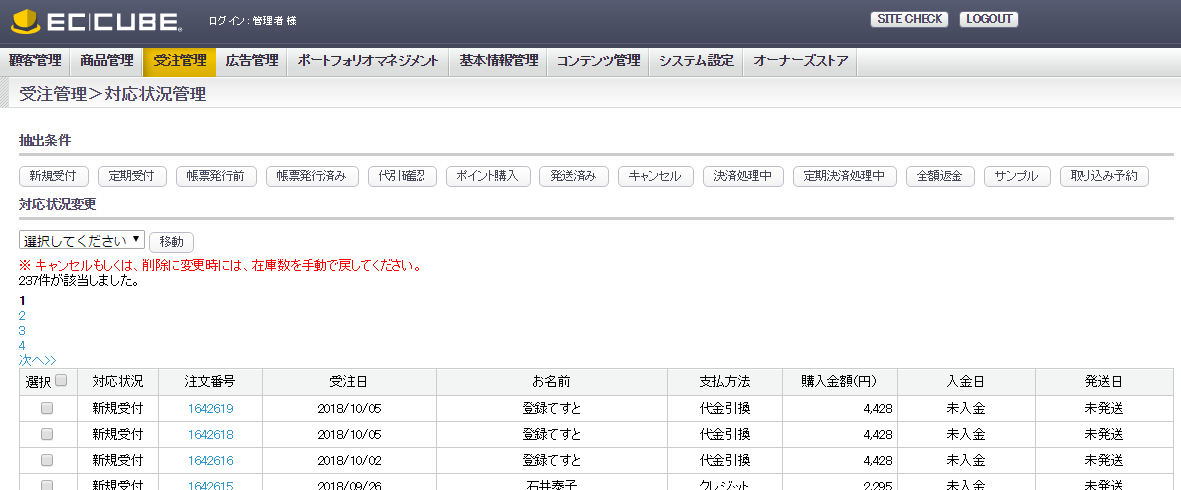 EC CUBE
ログイン : 管理者 様
SITE CHECK LOGOUT
顧客管理 商品管理 受注管理 広告管理 ポートフォリオマネジメント 基本情報管理 コンテンツ管理 システム設定 オーナーズストア
受注管理＞対応状況管理
抽出条件
新規受付 定期受付 帳票発行前 帳票発行済み 代引確認 ポイント購入 発送済み キャンセル 決済処理中 定期決済処理中 全額返金 サンプル 取り込み予約
対応状況変更
選択してください 移動
※ キャンセルもしくは、削除に変更時には、在庫数を手動で戻してください。
237件が該当しました。
1
2
3
4
次へ>>
選択 対応状況 注文番号 受注日 お名前 支払方法 購入金額(円) 入金日 発送日
新規受付 1642619 2018/10/05 登録てすと 代金引換 4,428 未入金 未発送
新規受付 1642618 2018/10/05 登録てすと 代金引換 4,428 未入金 未発送
新規受付 1642616 2018/10/02 登録てすと 代金引換 4,428 未入金 未発送
新規受付 1642615 2018/09/26 石井泰子 クレジット 2,295 未入金 未発送